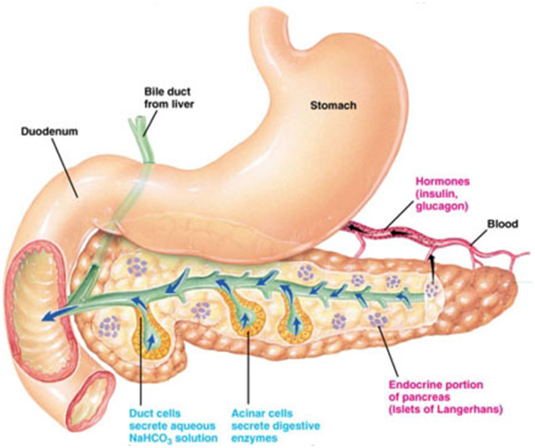 Bile duct
from liver
Stomach
Duodenum
Hormones
(insulin,
glucagon)
Blood
Endocrine portion
of pancreas
(Islets of Langerhans)
Duct cells
secrete aqueous
NaHCO₃ solution
Acinar cells
secrete digestive
enzymes